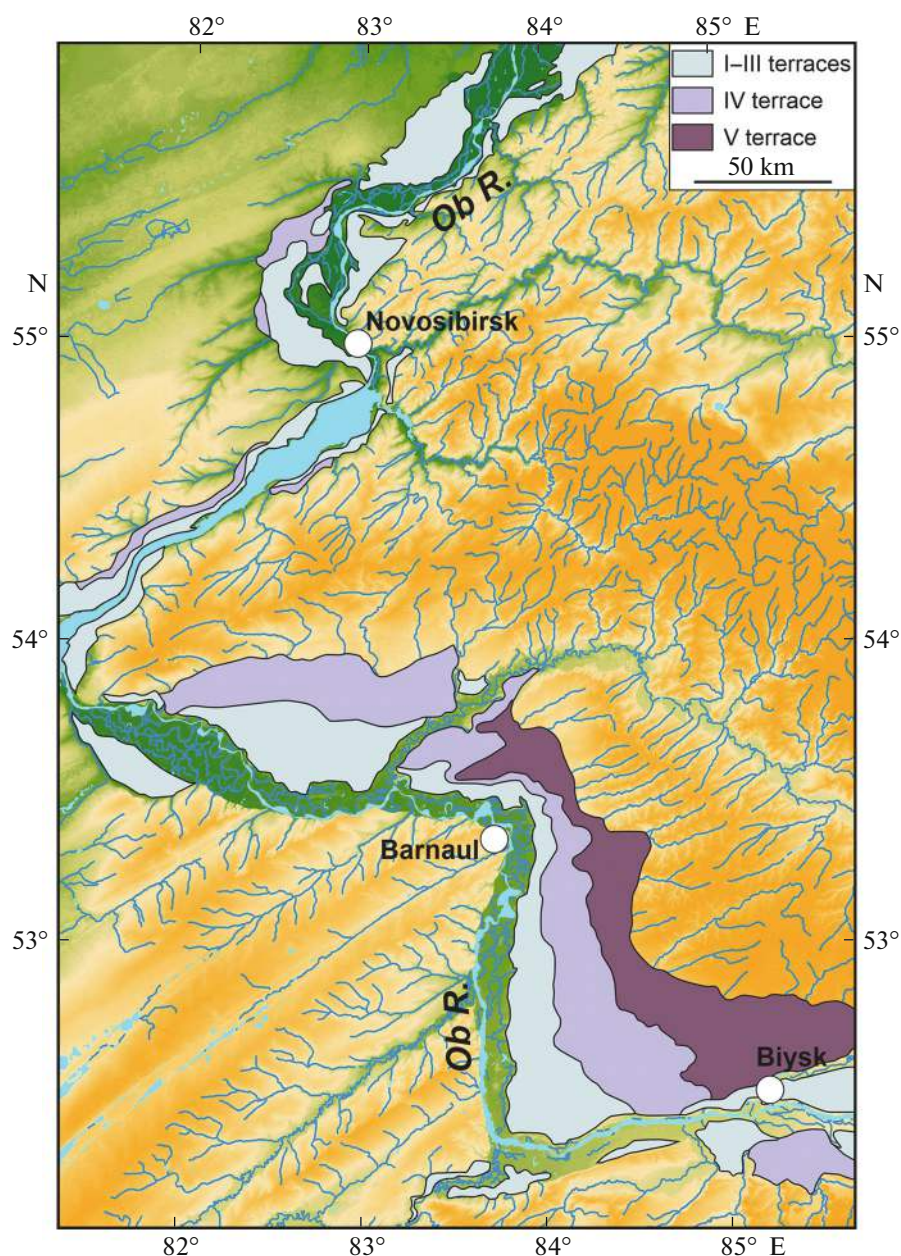 82° 83° 84° 85° E
I–III terraces
IV terrace
V terrace
50 km
Ob R.
N N
Novosibirsk
55° 55°
54° 54°
Barnaul
53° 53°
Ob R.
Biysk
82° 83° 84° 85° E